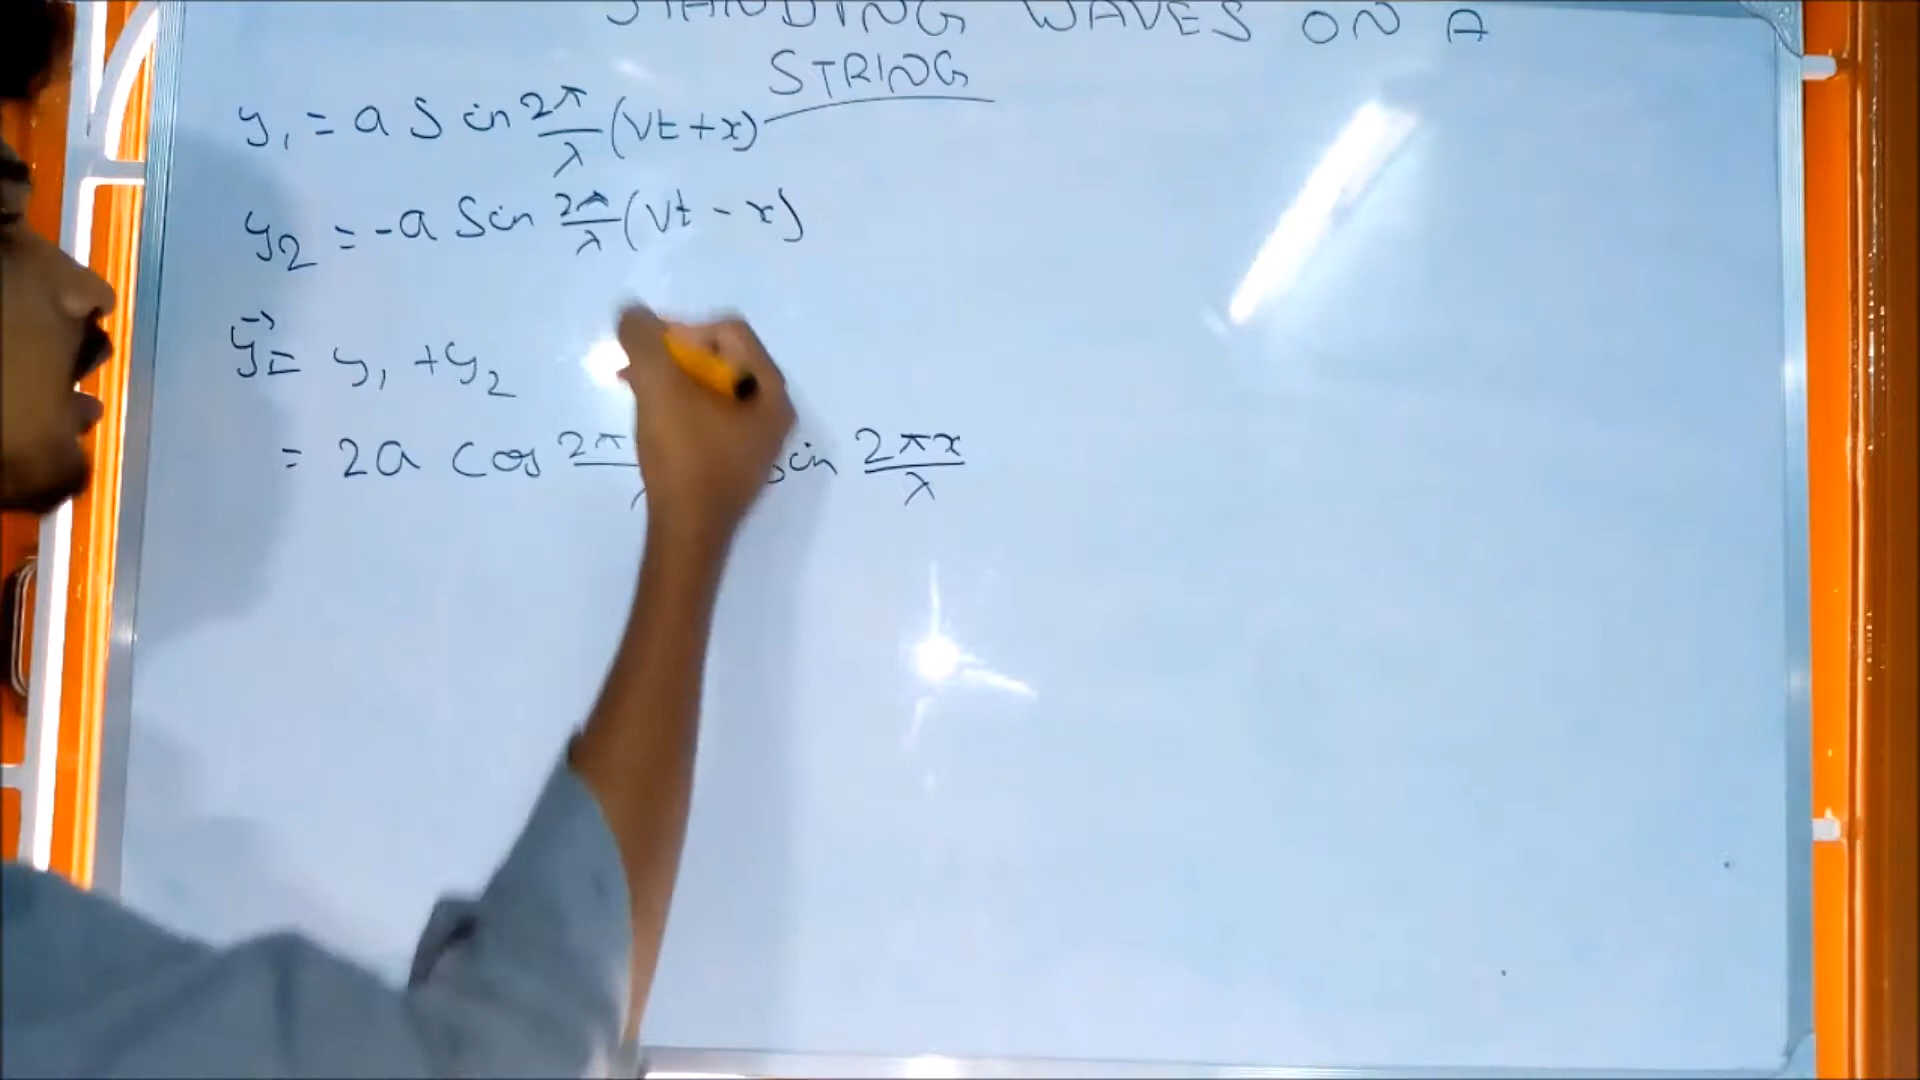 STANDING WAVES ON A
STRING
y₁ = a Sin 2π/λ (Vt + x)
y₂ = -a Sin 2π/λ (Vt - x)
y⃗ = y₁ + y₂
= 2a Cos 2π sin 2πx/λ